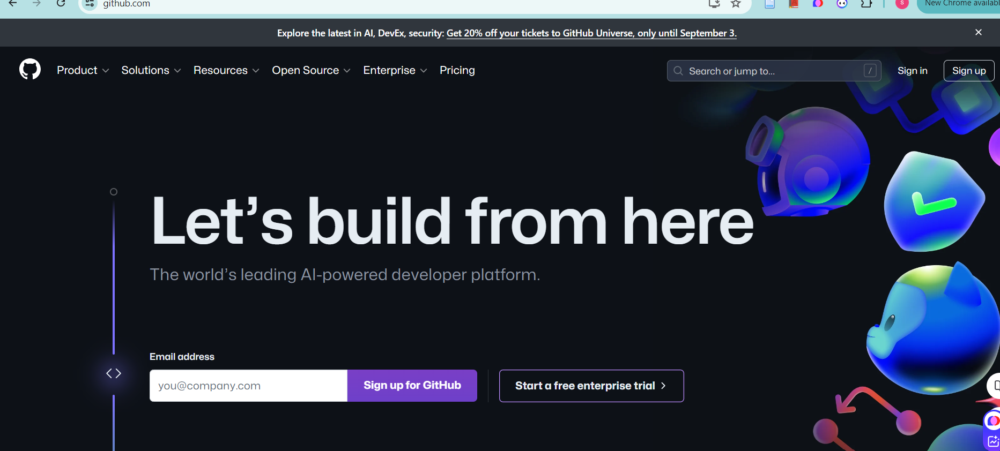 github.com
New Chrome availabl
S
Explore the latest in AI, DevEx, security: Get 20% off your tickets to GitHub Universe, only until September 3.
Product Solutions Resources Open Source Enterprise Pricing
Search or jump to... /
Sign in
Sign up
Let’s build from here
The world’s leading AI-powered developer platform.
Email address
you@company.com
Sign up for GitHub
Start a free enterprise trial